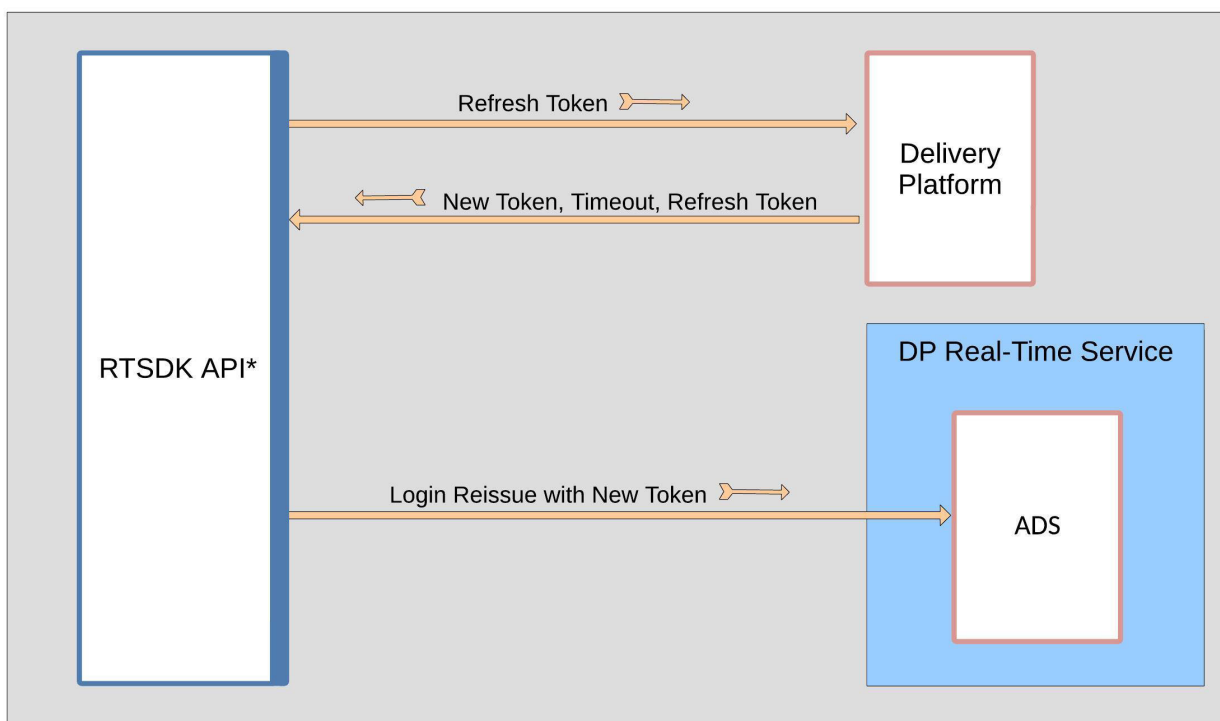 Refresh Token
Delivery
Platform
New Token, Timeout, Refresh Token
RTSDK API*
DP Real-Time Service
Login Reissue with New Token
ADS